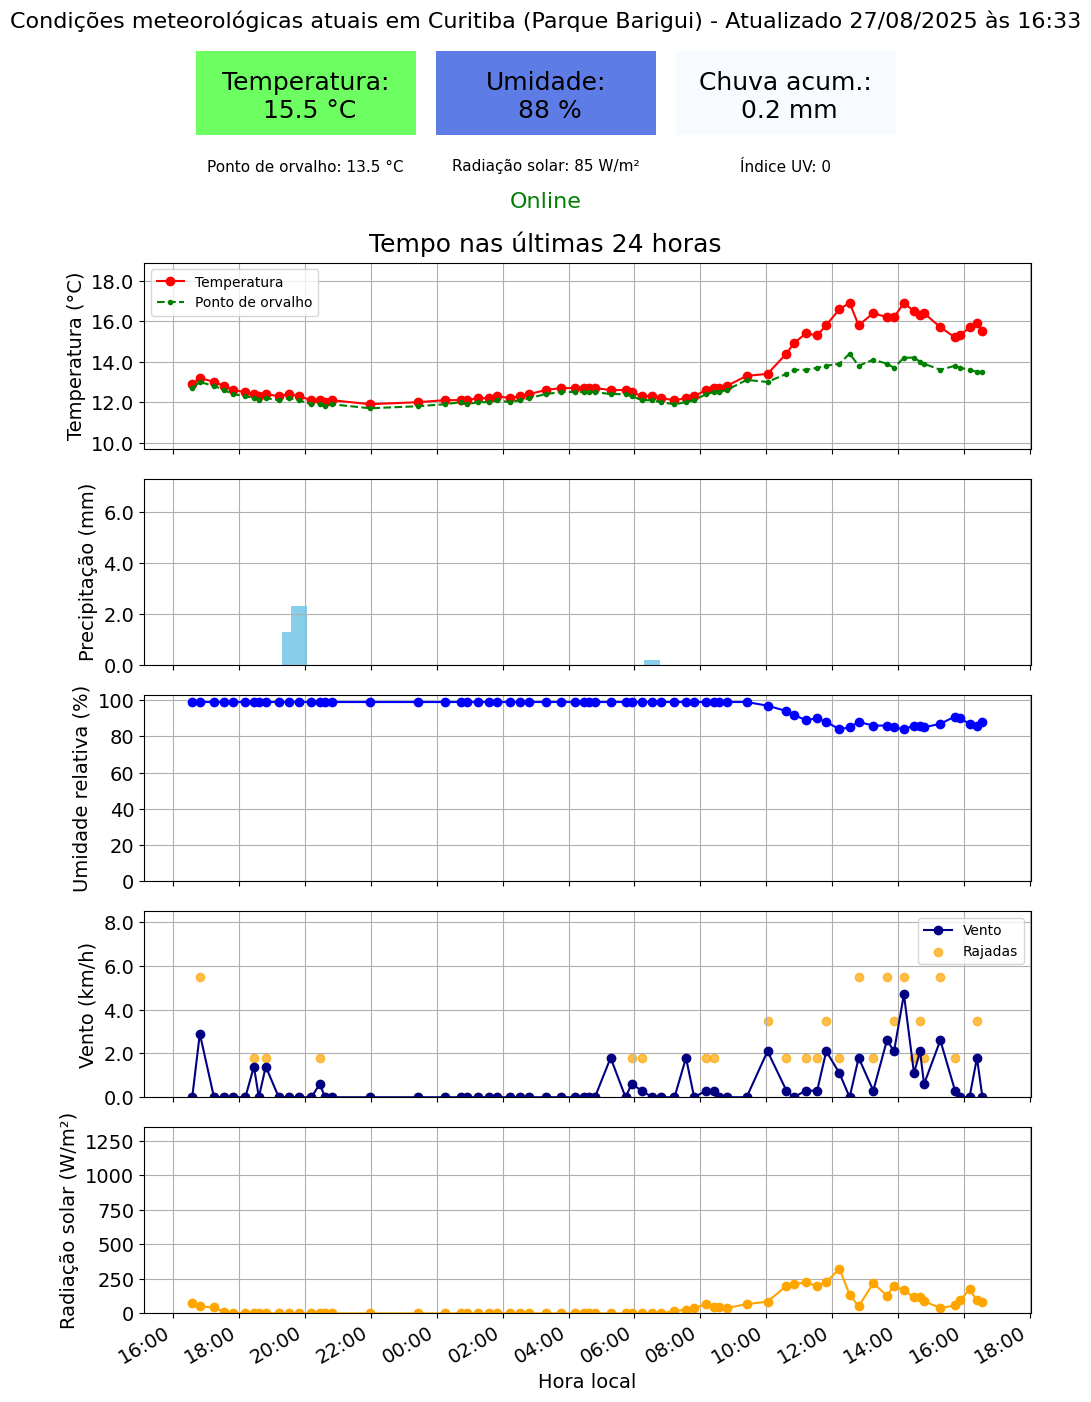 Condições meteorológicas atuais em Curitiba (Parque Barigui) - Atualizado 27/08/2025 às 16:33
Temperatura:
15.5 °C
Umidade:
88 %
Chuva acum.:
0.2 mm
Ponto de orvalho: 13.5 °C
Radiação solar: 85 W/m²
Índice UV: 0
Online
Tempo nas últimas 24 horas
Temperatura (°C)
18.0
16.0
14.0
12.0
10.0
Temperatura
Ponto de orvalho
Precipitação (mm)
6.0
4.0
2.0
0.0
Umidade relativa (%)
100
80
60
40
20
0
Vento (km/h)
8.0
6.0
4.0
2.0
0.0
Vento
Rajadas
Radiação solar (W/m²)
1250
1000
750
500
250
0
16:00
18:00
20:00
22:00
00:00
02:00
04:00
06:00
08:00
10:00
12:00
14:00
16:00
18:00
Hora local